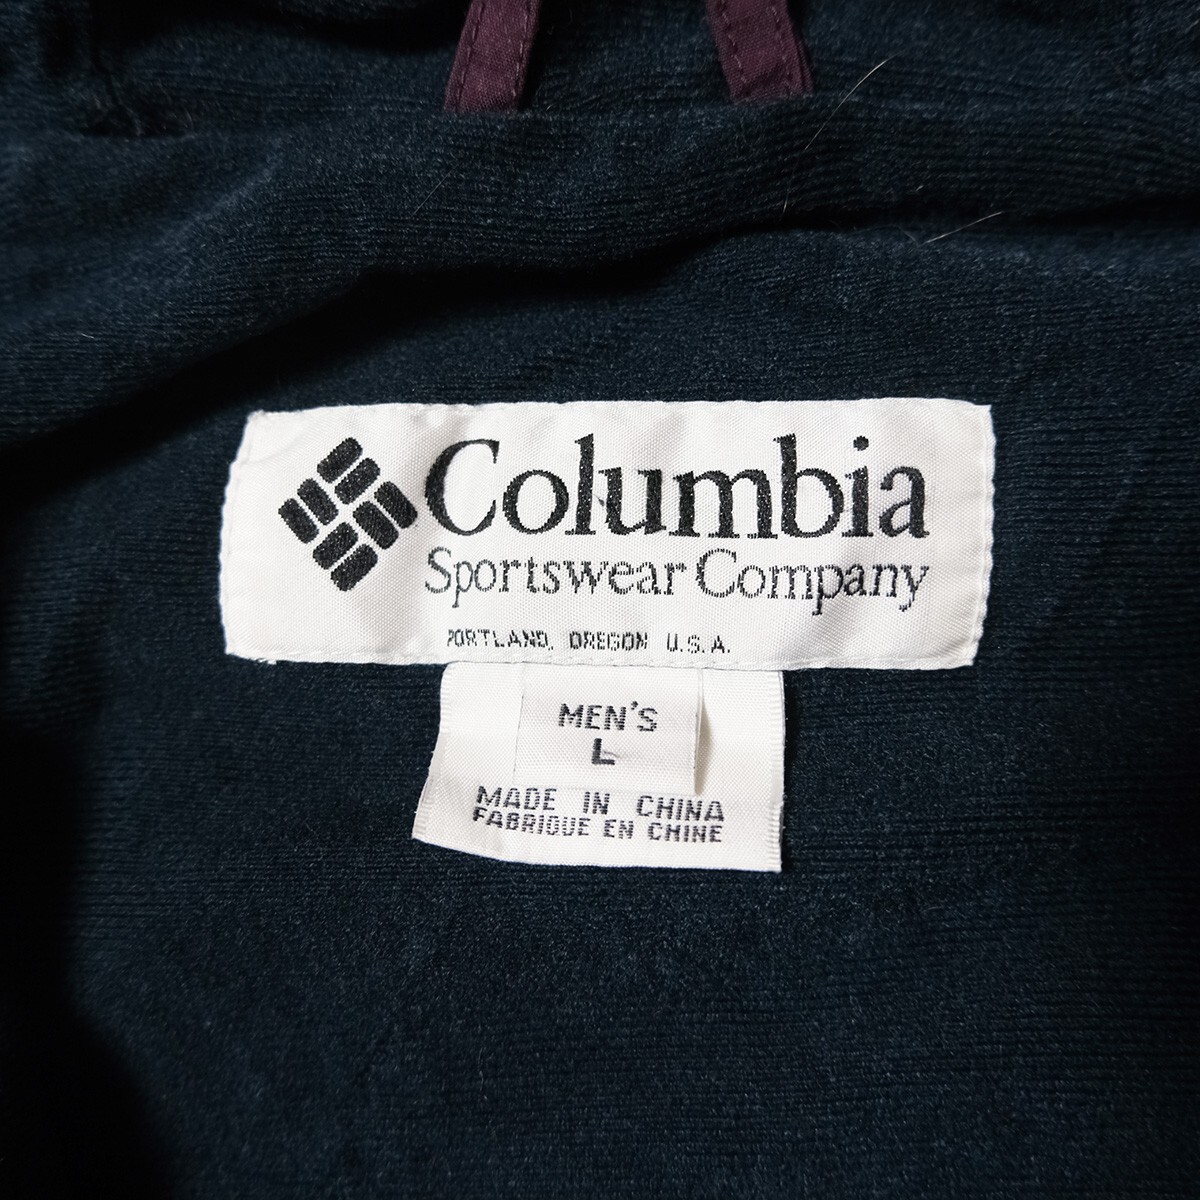 Columbia
Sportswear Company
PORTLAND, OREGON U.S.A.
MEN'S
L
MADE IN CHINA
FABRIQUE EN CHINE